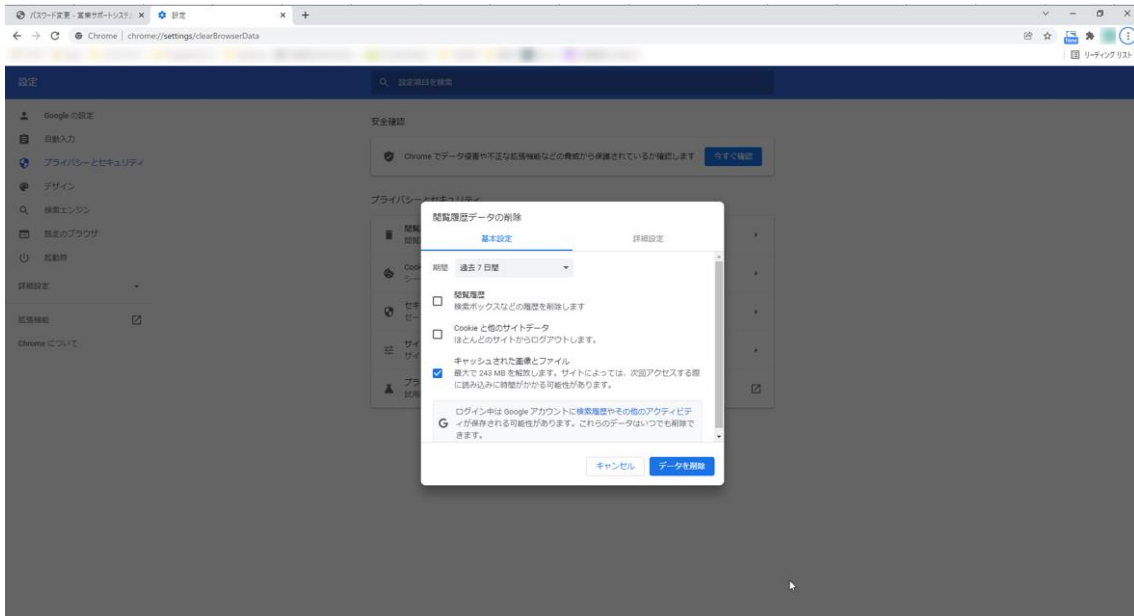 パスワード変更 - 営業サポートシステ
設定
Chrome | chrome://settings/clearBrowserData
New
リーディング リスト
設定
設定項目を検索
Google の設定
自動入力
プライバシーとセキュリティ
デザイン
検索エンジン
既定のブラウザ
起動時
詳細設定
拡張機能
Chrome について
安全確認
Chrome でデータ侵害や不正な拡張機能などの脅威から保護されているか確認します
今すぐ確認
プライバシーとセキュリティ
閲覧履歴データの削除
基本設定
詳細設定
期間
過去 7 日間
閲覧履歴
検索ボックスなどの履歴を削除します
Cookie と他のサイトデータ
ほとんどのサイトからログアウトします。
キャッシュされた画像とファイル
最大で 243 MB を解放します。サイトによっては、次回アクセスする際
に読み込みに時間がかかる可能性があります。
ログイン中は Google アカウントに検索履歴やその他のアクティビテ
ィが保存される可能性があります。これらのデータはいつでも削除で
きます。
キャンセル
データを削除